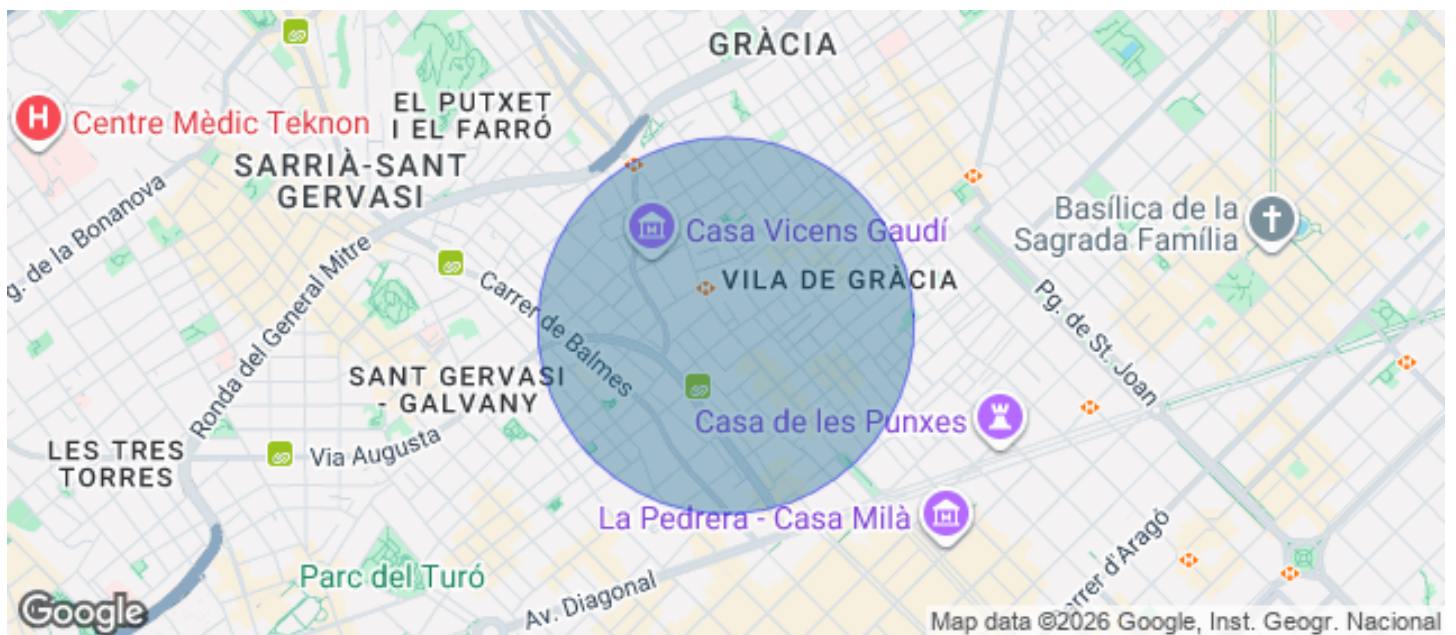 GRÀCIA
EL PUTXET
I EL FARRÓ
H
Centre Mèdic Teknon
SARRIÀ-SANT
GERVASI
g. de la Bonanova
Casa Vicens Gaudí
Basílica de la
Sagrada Família
VILA DE GRÀCIA
Ronda del General Mitre
Carrer de Balmes
Pg. de St. Joan
SANT GERVASI
- GALVANY
Casa de les Punxes
LES TRES
TORRES
Via Augusta
La Pedrera - Casa Milà
Parc del Turó
Av. Diagonal
Carrer d'Aragó
Google
Map data ©2026 Google, Inst. Geogr. Nacional